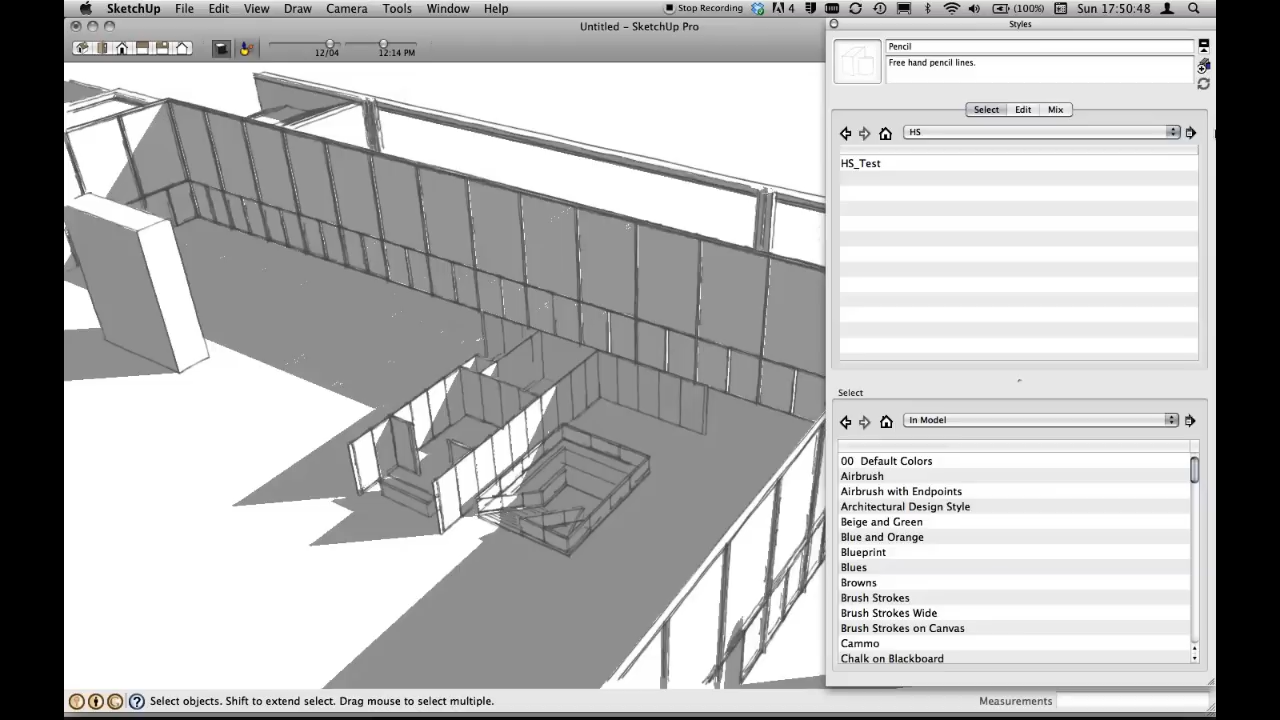 SketchUp File Edit View Draw Camera Tools Window Help Stop Recording 4 (100%) Sun 17:50:48
Untitled – SketchUp Pro
12/04 12:14 PM
Styles
Pencil
Free hand pencil lines.
Select Edit Mix
HS
HS_Test
Select
In Model
00 Default Colors
Airbrush
Airbrush with Endpoints
Architectural Design Style
Beige and Green
Blue and Orange
Blueprint
Blues
Browns
Brush Strokes
Brush Strokes Wide
Brush Strokes on Canvas
Cammo
Chalk on Blackboard
Select objects. Shift to extend select. Drag mouse to select multiple.
Measurements